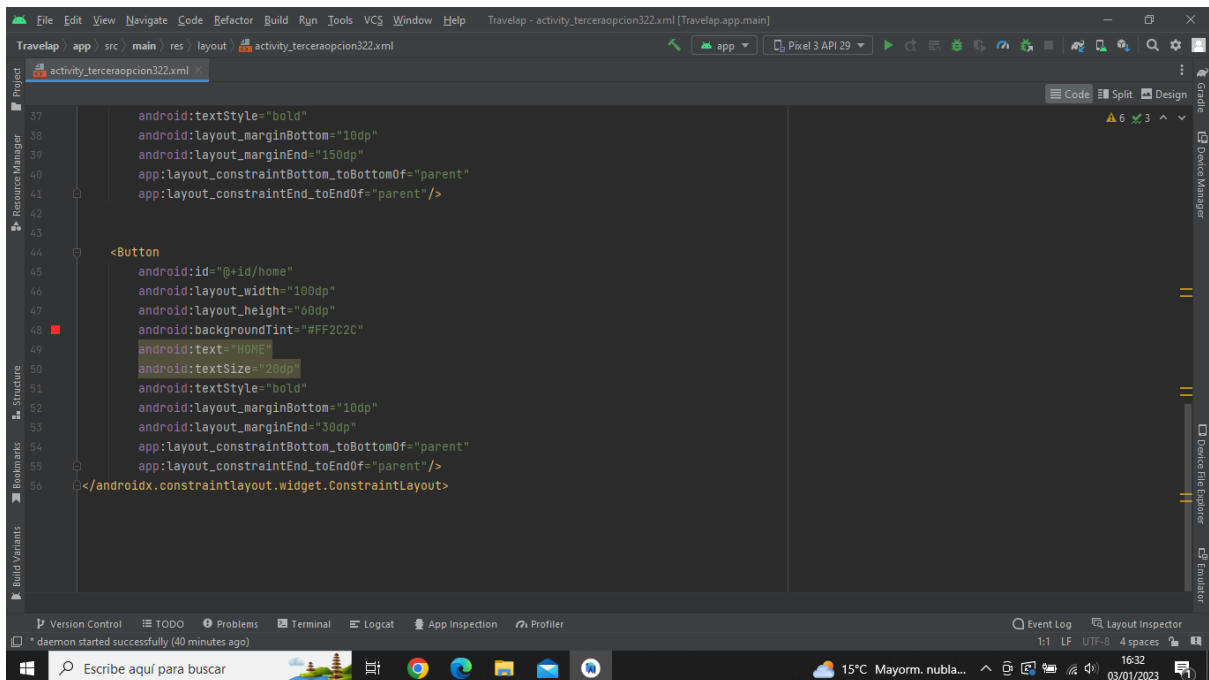 File Edit View Navigate Code Refactor Build Run Tools VCS Window Help Travelap - activity_terceraopcion322.xml [Travelap.app.main]
Travelap app src main res layout activity_terceraopcion322.xml app Pixel 3 API 29
activity_terceraopcion322.xml
Code Split Design
6 3
37 android:textStyle="bold"
38 android:layout_marginBottom="10dp"
39 android:layout_marginEnd="150dp"
40 app:layout_constraintBottom_toBottomOf="parent"
41 app:layout_constraintEnd_toEndOf="parent"/>
42
43
44 <Button
45 android:id="@+id/home"
46 android:layout_width="100dp"
47 android:layout_height="60dp"
48 android:backgroundTint="#FF2C2C"
49 android:text="HOME"
50 android:textSize="20dp"
51 android:textStyle="bold"
52 android:layout_marginBottom="10dp"
53 android:layout_marginEnd="30dp"
54 app:layout_constraintBottom_toBottomOf="parent"
55 app:layout_constraintEnd_toEndOf="parent"/>
56 </androidx.constraintlayout.widget.ConstraintLayout>
Project
Resource Manager
Structure
Bookmarks
Build Variants
Gradle
Device Manager
Device File Explorer
Emulator
Version Control TODO Problems Terminal Logcat App Inspection Profiler Event Log Layout Inspector
* daemon started successfully (40 minutes ago) 1:1 LF UTF-8 4 spaces
Escribe aquí para buscar 15°C Mayorm. nubla... 16:32
03/01/2023
1